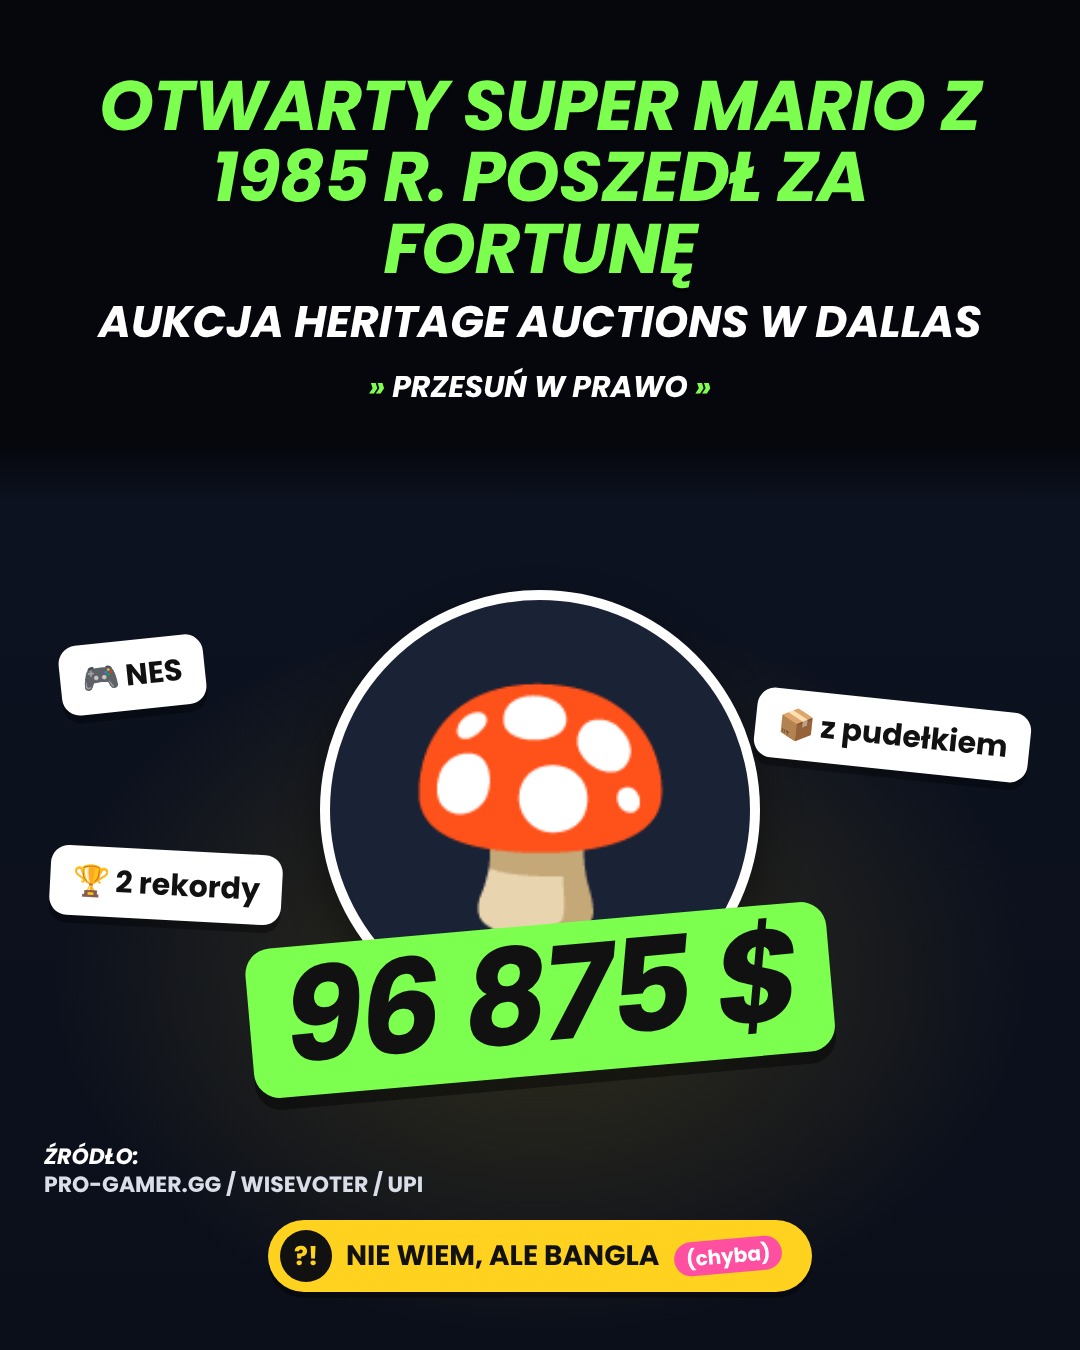 OTWARTY SUPER MARIO Z
1985 R. POSZEDŁ ZA
FORTUNĘ
AUKCJA HERITAGE AUCTIONS W DALLAS
» PRZESUŃ W PRAWO »
NES
z pudełkiem
2 rekordy
96 875 $
ŹRÓDŁO:
PRO-GAMER.GG / WISEVOTER / UPI
?! NIE WIEM, ALE BANGLA (chyba)